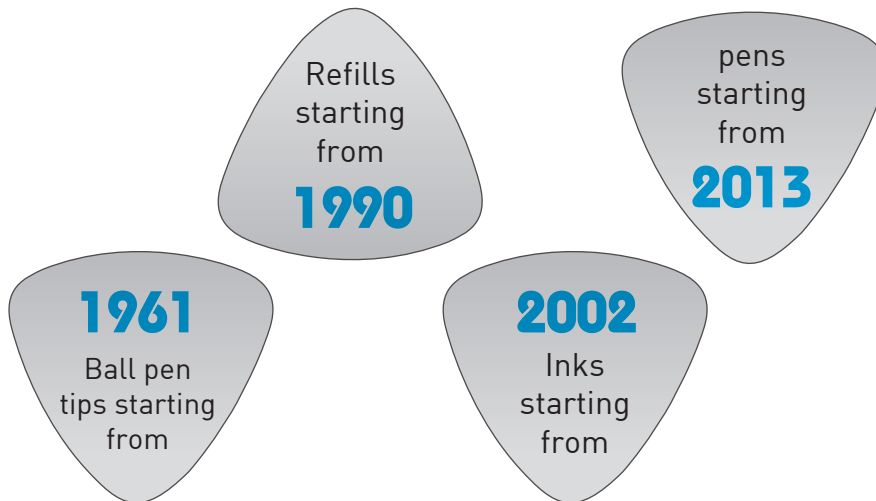 Refills
starting
from
1990
pens
starting
from
2013
1961
Ball pen
tips starting
from
2002
Inks
starting
from